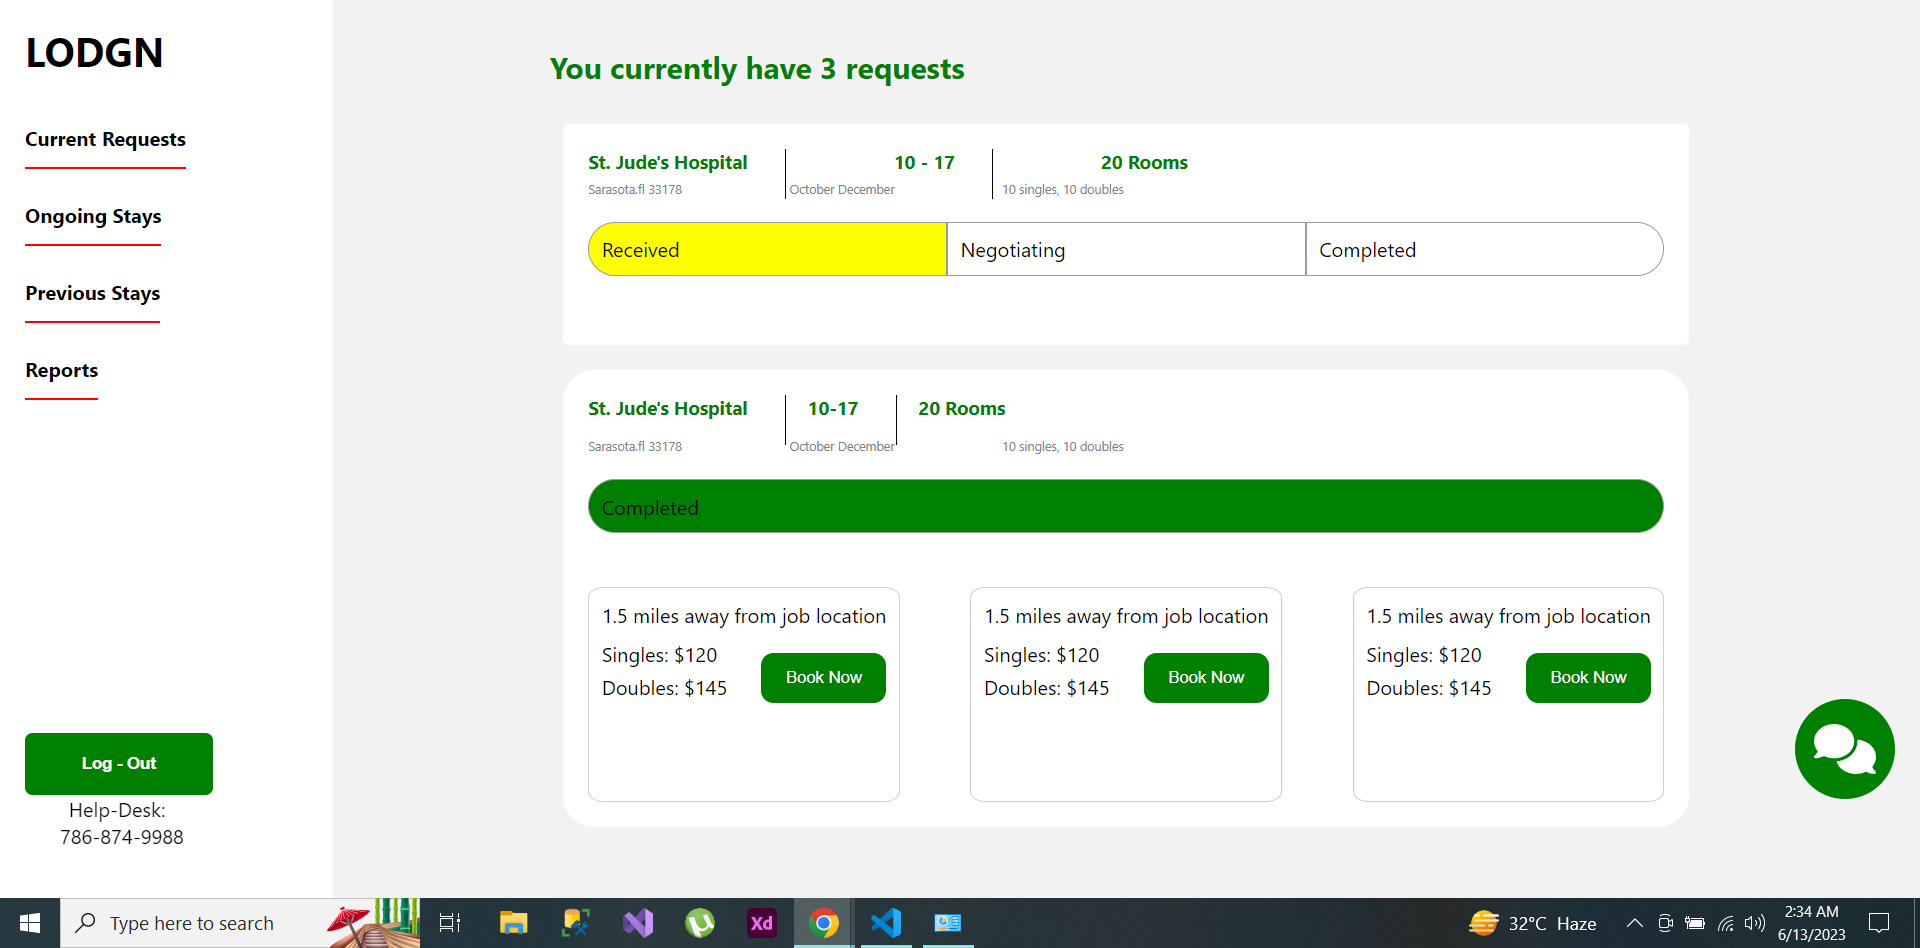 LODGN
Current Requests
Ongoing Stays
Previous Stays
Reports
Log - Out
Help-Desk:
786-874-9988
You currently have 3 requests
St. Jude's Hospital 10 - 17 20 Rooms
Sarasota.fl 33178 October December 10 singles, 10 doubles
Received Negotiating Completed
St. Jude's Hospital 10-17 20 Rooms
Sarasota.fl 33178 October December 10 singles, 10 doubles
Completed
1.5 miles away from job location
Singles: $120
Doubles: $145
Book Now
1.5 miles away from job location
Singles: $120
Doubles: $145
Book Now
1.5 miles away from job location
Singles: $120
Doubles: $145
Book Now
Type here to search
Xd
32°C Haze
2:34 AM
6/13/2023